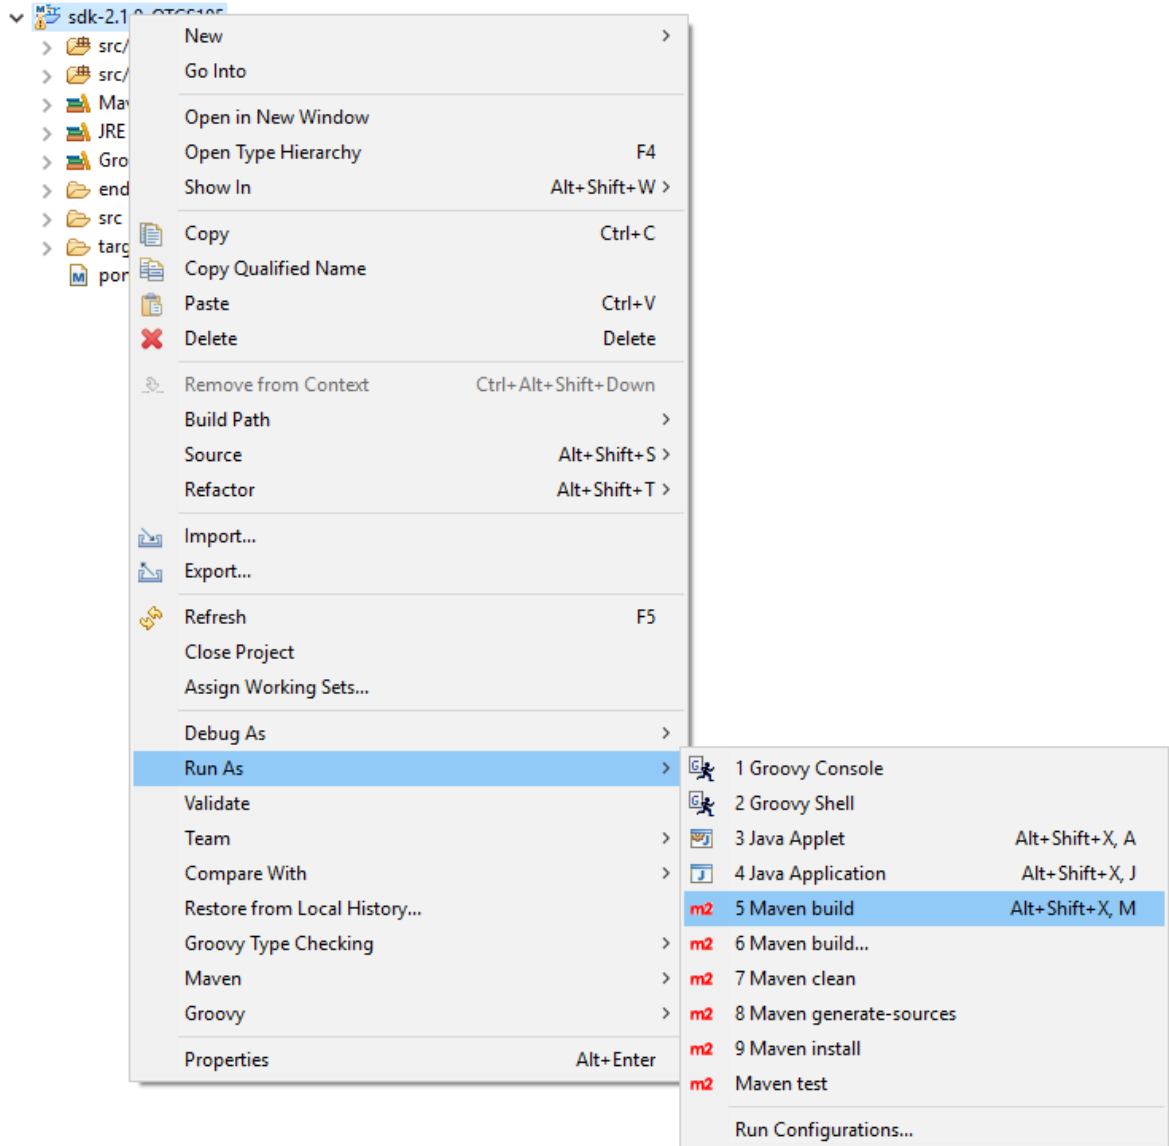 sdk-2.1.0-OTCS105
New
src/
Go Into
src/
Open in New Window
JRE
Open Type Hierarchy F4
Gro
Show In Alt+Shift+W
end
src
Copy Ctrl+C
Copy Qualified Name
Paste Ctrl+V
Delete Delete
Remove from Context Ctrl+Alt+Shift+Down
Build Path
Source Alt+Shift+S
Refactor Alt+Shift+T
Import...
Export...
Refresh F5
Close Project
Assign Working Sets...
Debug As
Run As
1 Groovy Console
Validate
2 Groovy Shell
Team
3 Java Applet Alt+Shift+X, A
Compare With
4 Java Application Alt+Shift+X, J
Restore from Local History...
5 Maven build Alt+Shift+X, M
Groovy Type Checking
6 Maven build...
Maven
7 Maven clean
Groovy
8 Maven generate-sources
9 Maven install
Properties Alt+Enter
Maven test
Run Configurations...